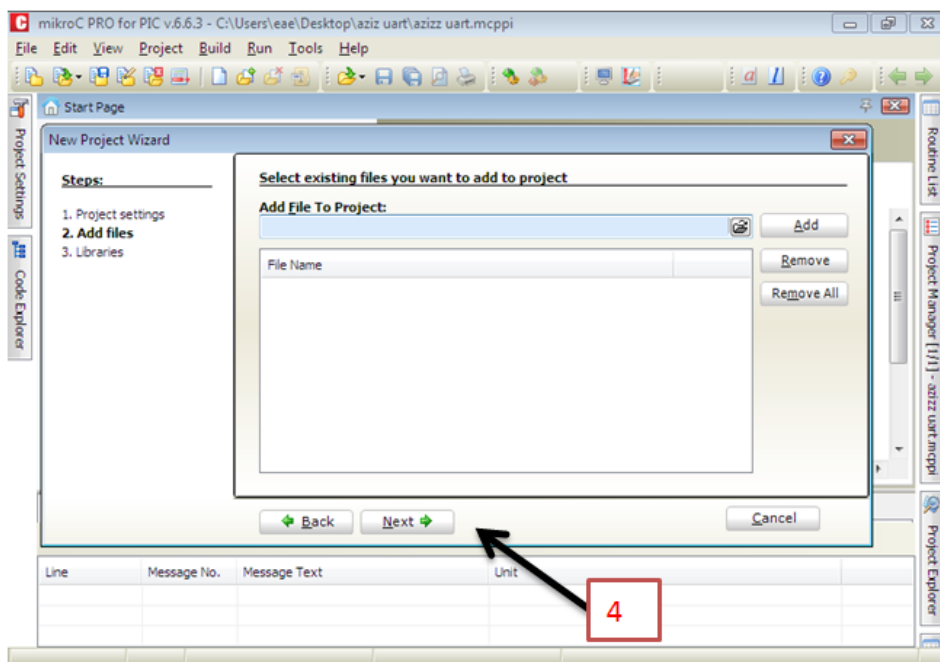 mikroC PRO for PIC v.6.6.3 - C:\Users\eae\Desktop\aziz uart\azizz uart.mcppi
File Edit View Project Build Run Tools Help
Start Page
New Project Wizard
Steps:
1. Project settings
2. Add files
3. Libraries
Select existing files you want to add to project
Add File To Project:
Add
File Name
Remove
Remove All
Back
Next
Cancel
Line Message No. Message Text Unit
4
Project Settings
Code Explorer
Routine List
Project Manager [1/1] - azizz uart.mcppi
Project Explorer